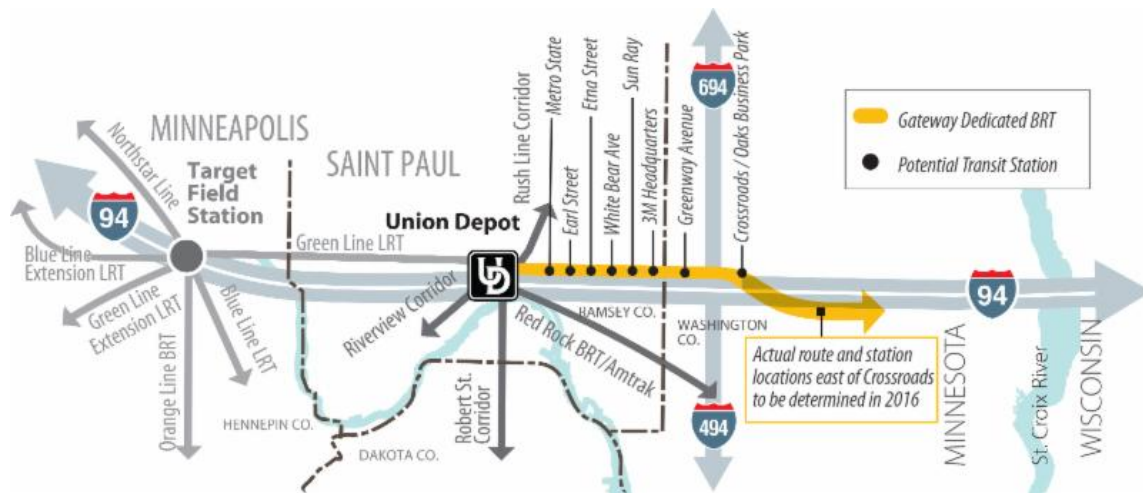 MINNEAPOLIS
SAINT PAUL
Northstar Line
Target
Field
Station
94
Blue Line
Extension LRT
Green Line
Extension LRT
Orange Line BRT
Blue Line LRT
Green Line LRT
HENNEPIN CO.
DAKOTA CO.
Union Depot
UD
Riverview Corridor
Robert St.
Corridor
Red Rock BRT/Amtrak
Rush Line Corridor
Metro State
Earl Street
Etna Street
White Bear Ave
Sun Ray
3M Headquarters
Greenway Avenue
Crossroads / Oaks Business Park
694
RAMSEY CO.
WASHINGTON
CO.
494
Gateway Dedicated BRT
Potential Transit Station
94
Actual route and station
locations east of Crossroads
to be determined in 2016
MINNESOTA
St. Croix River
WISCONSIN